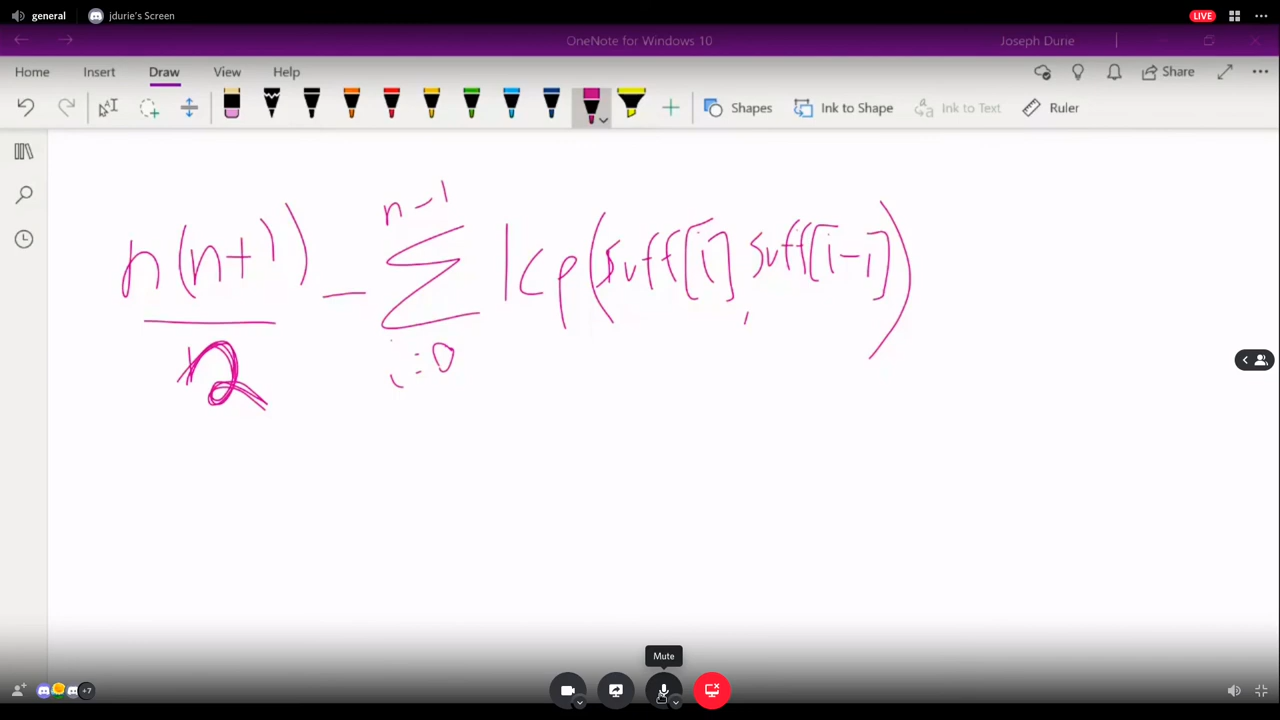 general jdurie's Screen LIVE
OneNote for Windows 10 Joseph Durie
Home Insert Draw View Help Share
Shapes Ink to Shape Ink to Text Ruler
n(n+1) / 2 - ∑ n-1 i=0 lcp(suff[i], suff[i-1])
Mute
+7